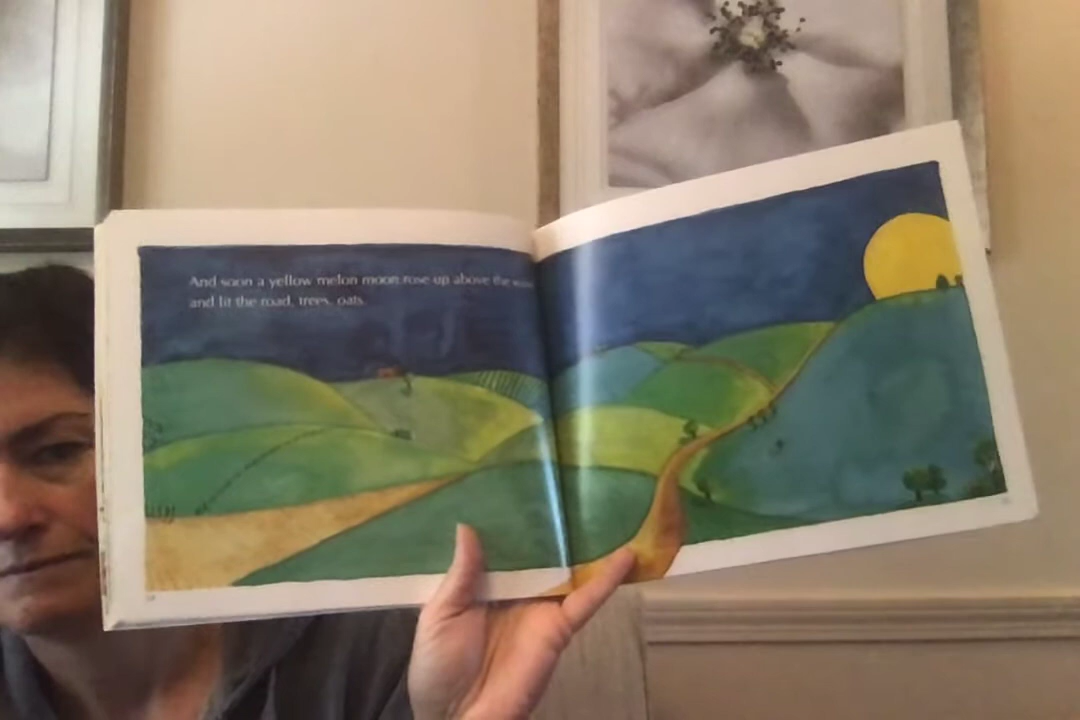 And soon a yellow melon moon rose up above the
and lit the road, trees, oats.